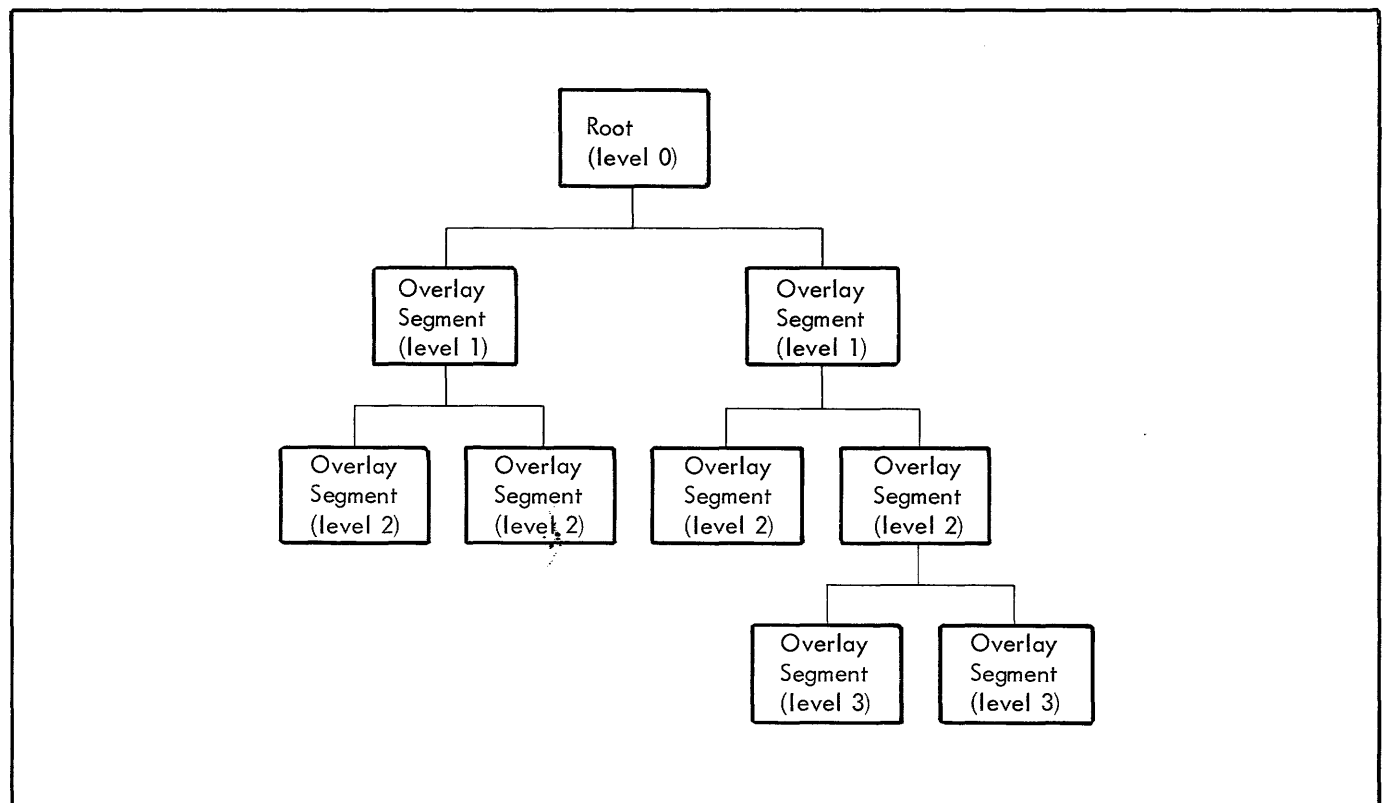 Root
(level 0)
Overlay
Segment
(level 1)
Overlay
Segment
(level 1)
Overlay
Segment
(level 2)
Overlay
Segment
(level 2)
Overlay
Segment
(level 2)
Overlay
Segment
(level 2)
Overlay
Segment
(level 3)
Overlay
Segment
(level 3)